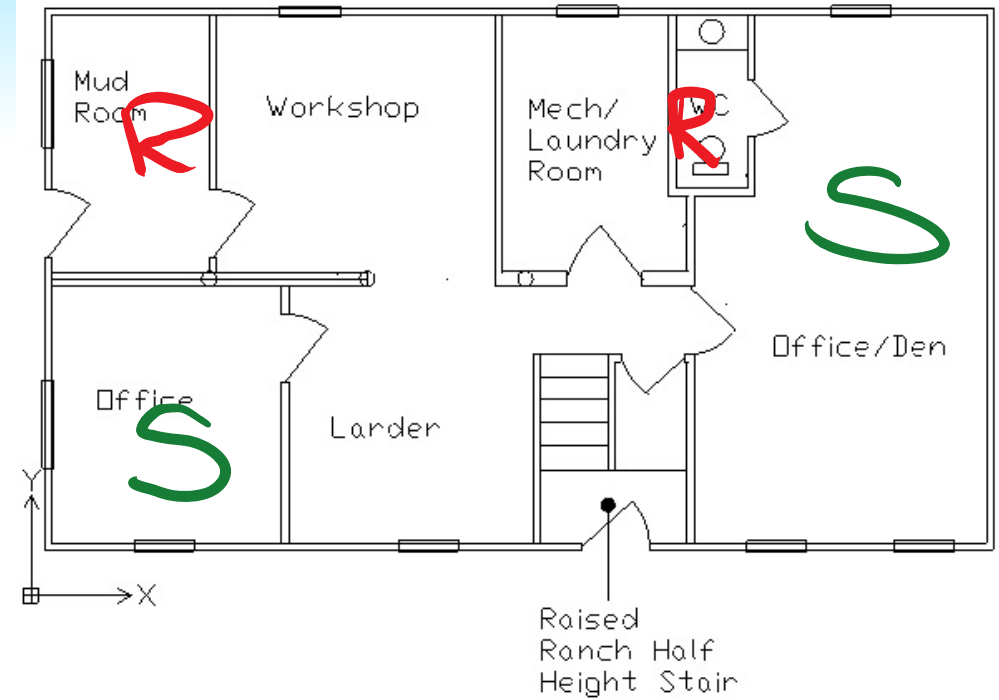 Mud
Room
R
Workshop
Mech/
Laundry
Room
WC
R
S
Office/Den
Office
S
Larder
Y
X
Raised
Ranch Half
Height Stair